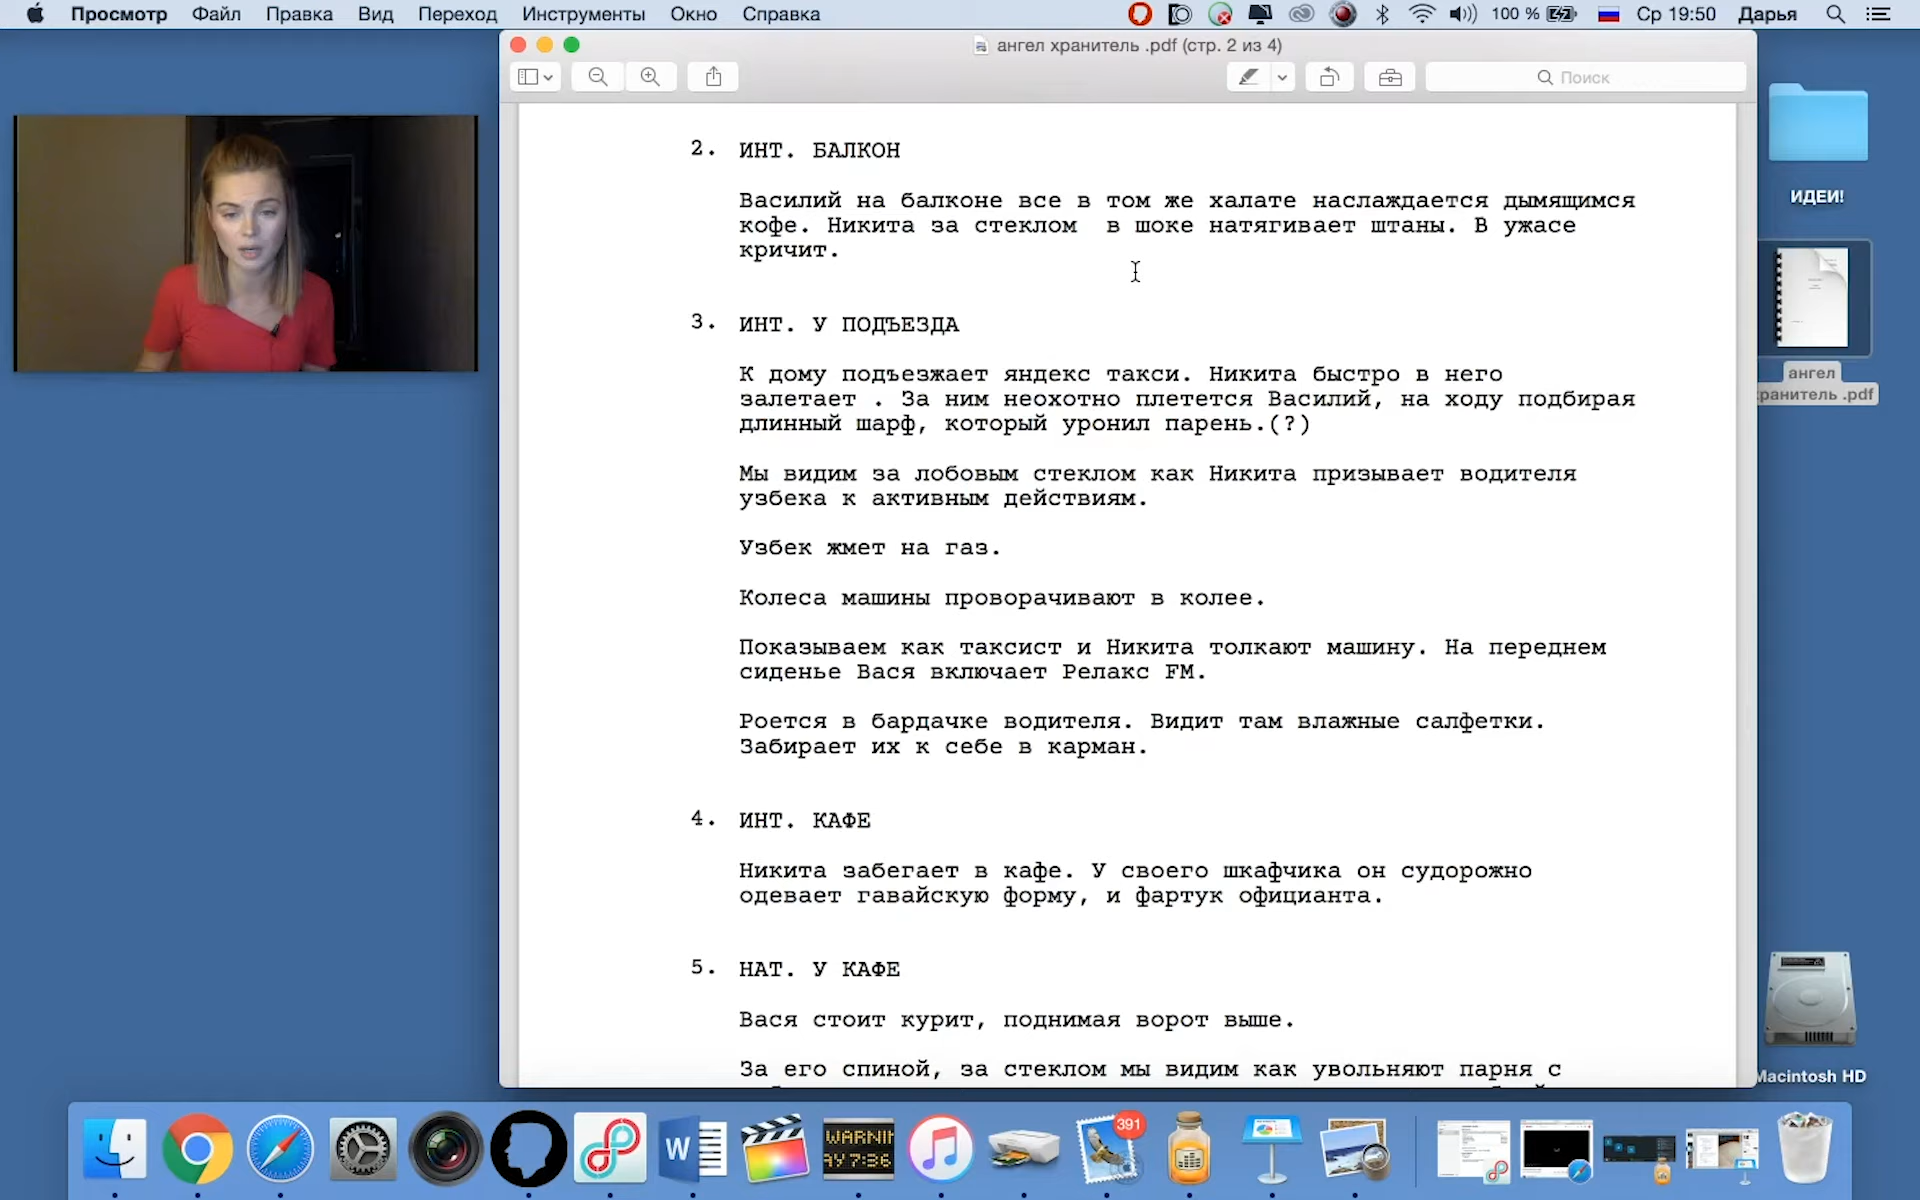 Просмотр Файл Правка Вид Переход Инструменты Окно Справка 100 % Ср 19:50 Дарья
ангел хранитель .pdf (стр. 2 из 4)
Поиск
2. ИНТ. БАЛКОН
Василий на балконе все в том же халате наслаждается дымящимся
кофе. Никита за стеклом в шоке натягивает штаны. В ужасе
кричит.
3. ИНТ. У ПОДЪЕЗДА
К дому подъезжает яндекс такси. Никита быстро в него
залетает . За ним неохотно плетется Василий, на ходу подбирая
длинный шарф, который уронил парень.(?)
Мы видим за лобовым стеклом как Никита призывает водителя
узбека к активным действиям.
Узбек жмет на газ.
Колеса машины проворачивают в колее.
Показываем как таксист и Никита толкают машину. На переднем
сиденье Вася включает Релакс FM.
Роется в бардачке водителя. Видит там влажные салфетки.
Забирает их к себе в карман.
4. ИНТ. КАФЕ
Никита забегает в кафе. У своего шкафчика он судорожно
одевает гавайскую форму, и фартук официанта.
5. НАТ. У КАФЕ
Вася стоит курит, поднимая ворот выше.
За его спиной, за стеклом мы видим как увольняют парня с
ИДЕИ!
ангел
хранитель .pdf
Macintosh HD
WARNIN
AY 7:36
W
391